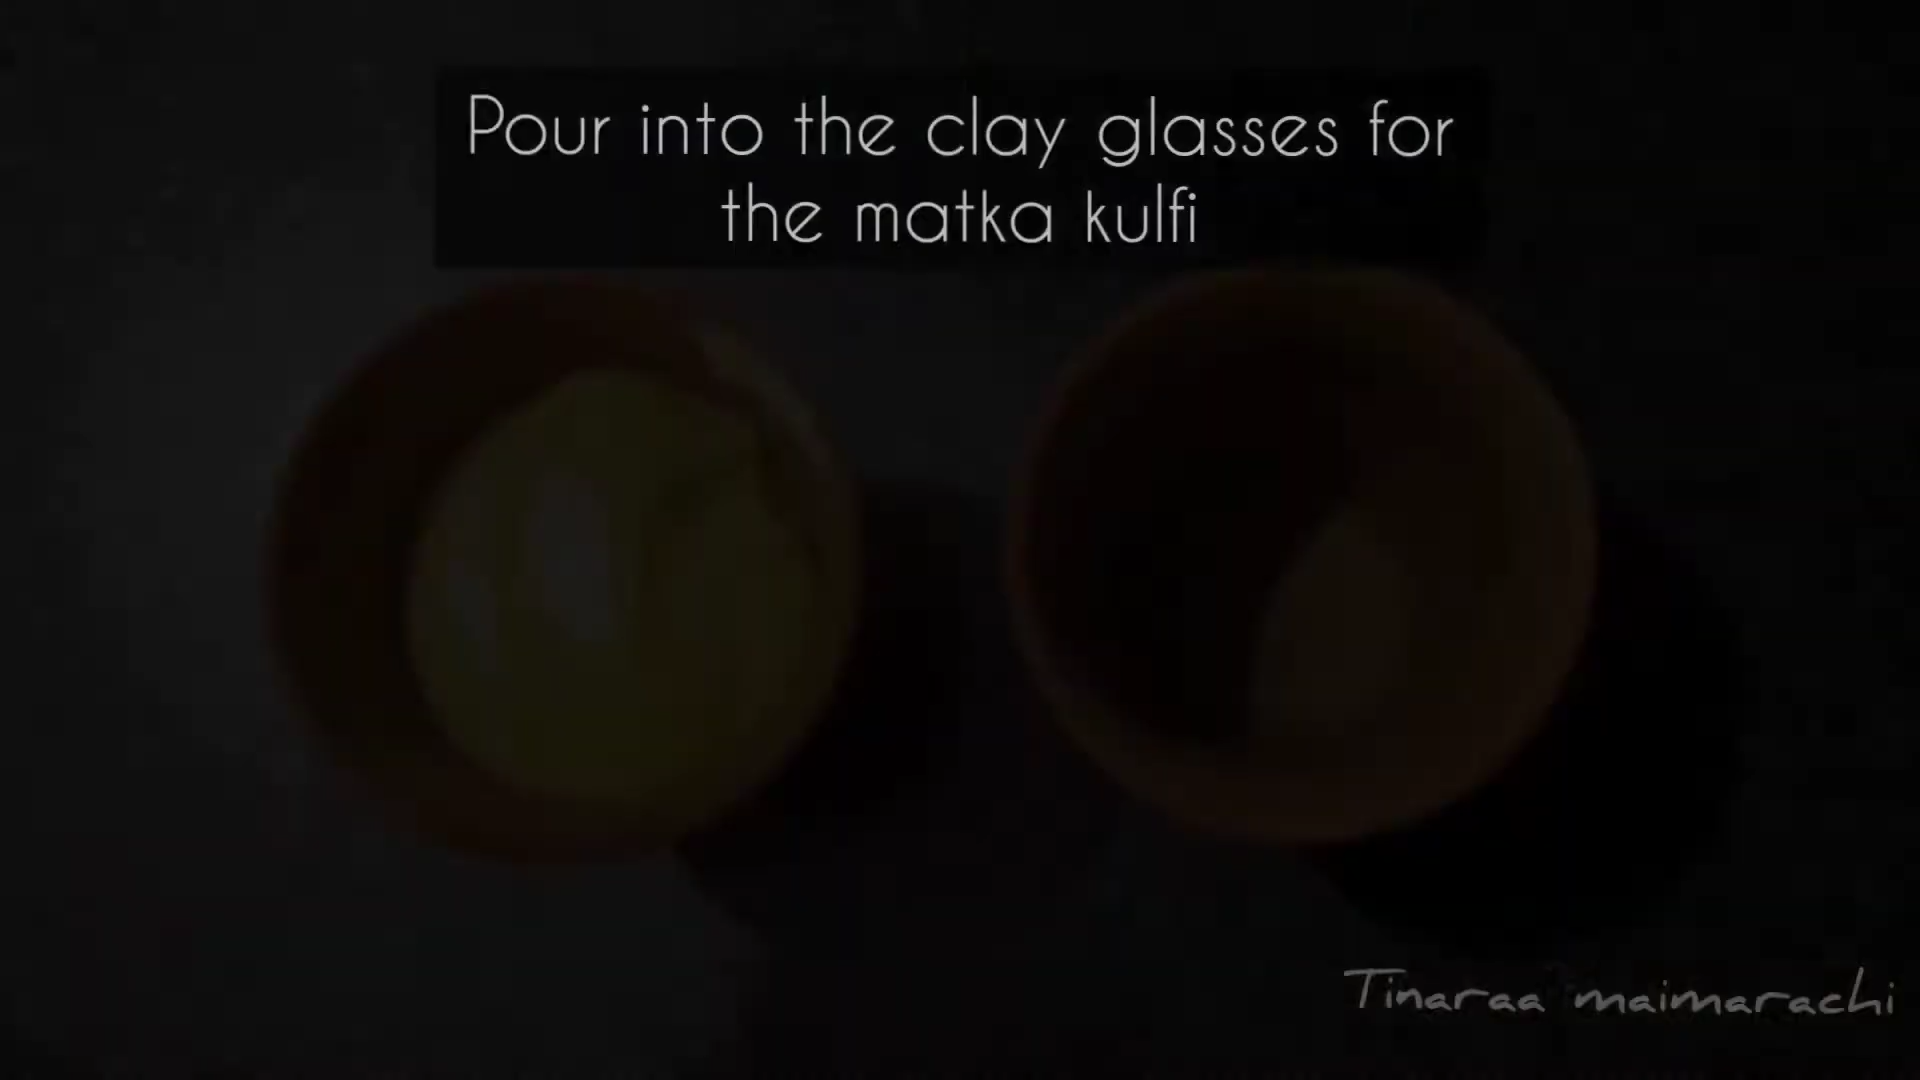 Pour into the clay glasses for
the matka kulfi
Tinaraa maimarachi